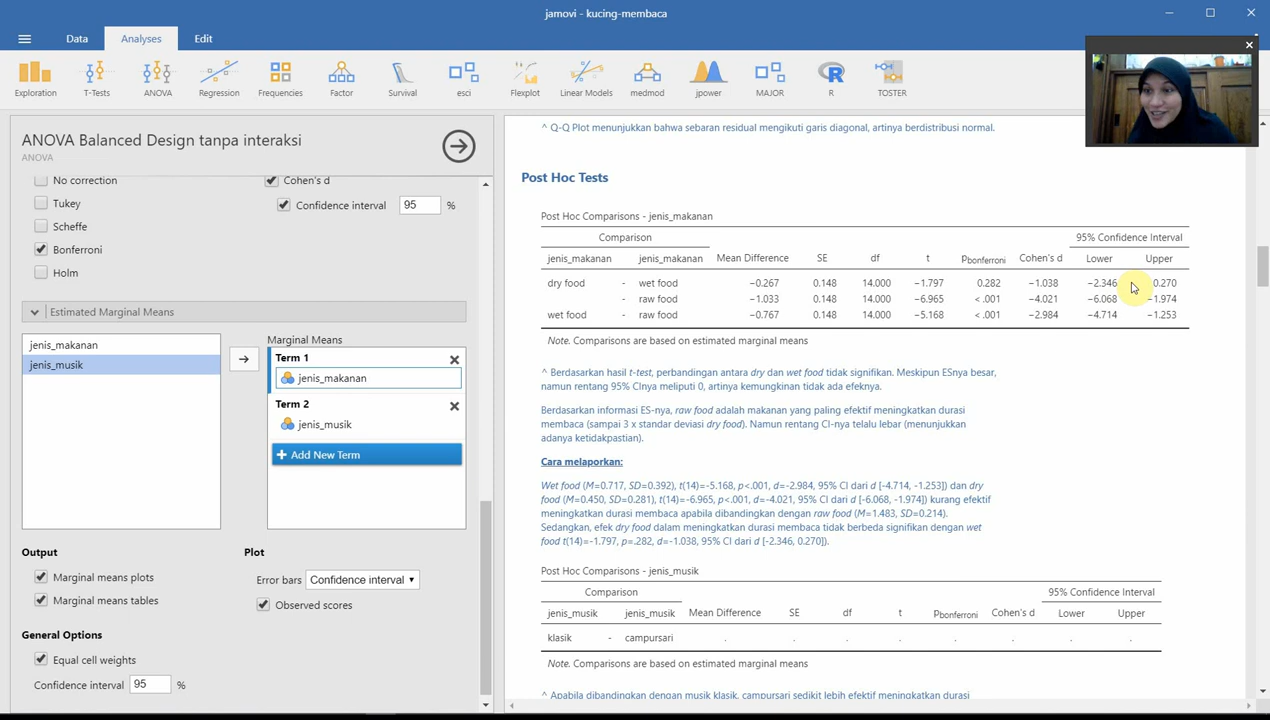 jamovi - kucing-membaca
Data Analyses Edit
Exploration T-Tests ANOVA Regression Frequencies Factor Survival esci Flexplot Linear Models medmod jpower MAJOR R TOSTER
ANOVA Balanced Design tanpa interaksi
ANOVA
No correction
Tukey
Scheffe
Bonferroni
Holm
Cohen's d
Confidence interval 95 %
Estimated Marginal Means
jenis_makanan
jenis_musik
Marginal Means
Term 1
jenis_makanan
Term 2
jenis_musik
Add New Term
Output
Marginal means plots
Marginal means tables
Plot
Error bars Confidence interval
Observed scores
General Options
Equal cell weights
Confidence interval 95 %
^ Q-Q Plot menunjukkan bahwa sebaran residual mengikuti garis diagonal, artinya berdistribusi normal.
Post Hoc Tests
Post Hoc Comparisons - jenis_makanan
Comparison 95% Confidence Interval
jenis_makanan jenis_makanan Mean Difference SE df t pbonferroni Cohen's d Lower Upper
dry food - wet food −0.267 0.148 14.000 −1.797 0.282 −1.038 −2.346 0.270
- raw food −1.033 0.148 14.000 −6.965 < .001 −4.021 −6.068 −1.974
wet food - raw food −0.767 0.148 14.000 −5.168 < .001 −2.984 −4.714 −1.253
Note. Comparisons are based on estimated marginal means
^ Berdasarkan hasil t-test, perbandingan antara dry dan wet food tidak signifikan. Meskipun ESnya besar,
namun rentang 95% CInya meliputi 0, artinya kemungkinan tidak ada efeknya.
Berdasarkan informasi ES-nya, raw food adalah makanan yang paling efektif meningkatkan durasi
membaca (sampai 3 x standar deviasi dry food). Namun rentang CI-nya telalu lebar (menunjukkan
adanya ketidakpastian).
Cara melaporkan:
Wet food (M=0.717, SD=0.392), t(14)=-5.168, p<.001, d=-2.984, 95% CI dari d [-4.714, -1.253]) dan dry
food (M=0.450, SD=0.281), t(14)=-6.965, p<.001, d=-4.021, 95% CI dari d [-6.068, -1.974]) kurang efektif
meningkatkan durasi membaca apabila dibandingkan dengan raw food (M=1.483, SD=0.214).
Sedangkan, efek dry food dalam meningkatkan durasi membaca tidak berbeda signifikan dengan wet
food t(14)=-1.797, p=.282, d=-1.038, 95% CI dari d [-2.346, 0.270]).
Post Hoc Comparisons - jenis_musik
Comparison 95% Confidence Interval
jenis_musik jenis_musik Mean Difference SE df t pbonferroni Cohen's d Lower Upper
klasik - campursari . . . . . . . .
Note. Comparisons are based on estimated marginal means
^ Apabila dibandingkan dengan musik klasik, campursari sedikit lebih efektif meningkatkan durasi